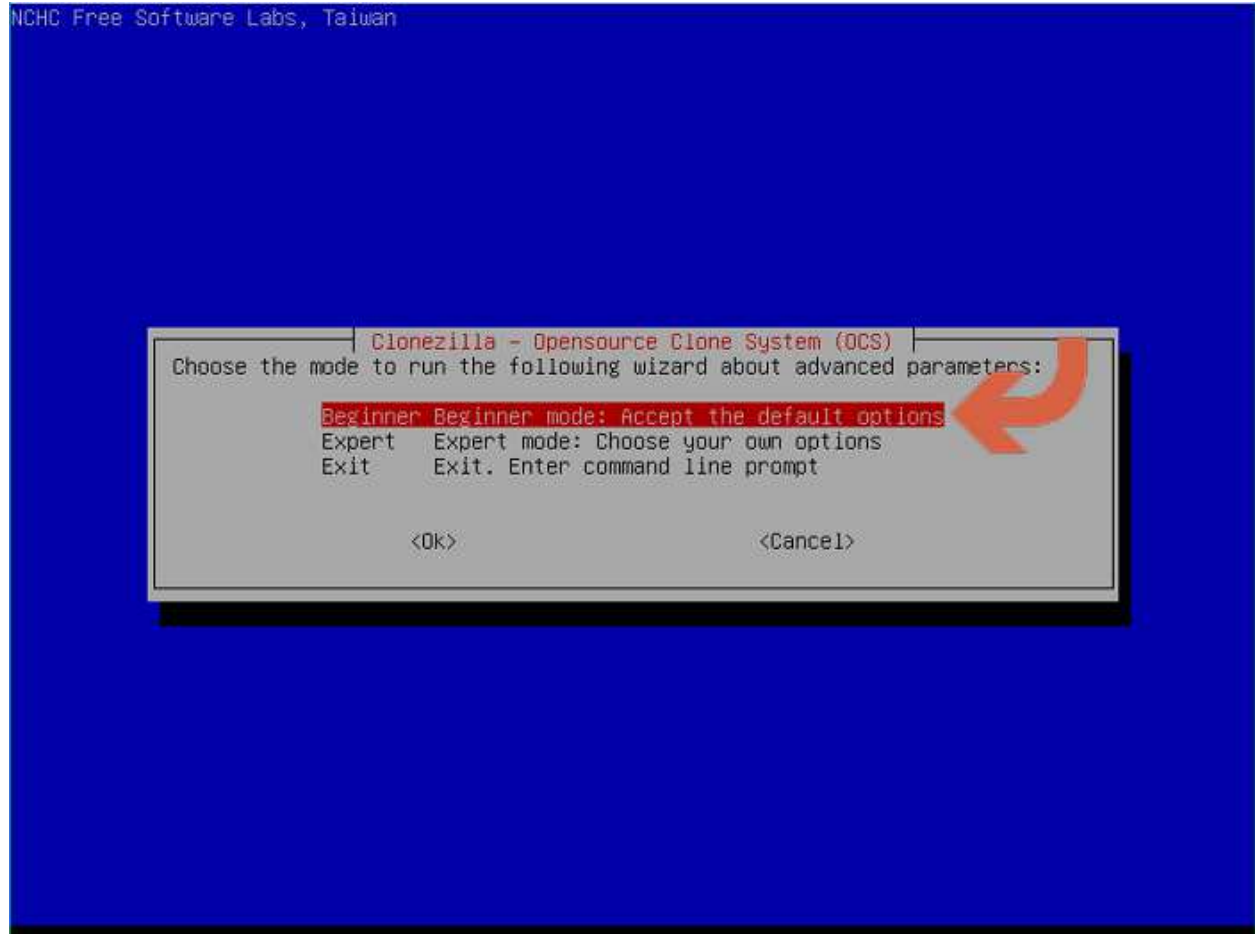 NCHC Free Software Labs, Taiwan
Clonezilla - Opensource Clone System (OCS)
Choose the mode to run the following wizard about advanced parameters:
Beginner Beginner mode: Accept the default options
Expert Expert mode: Choose your own options
Exit Exit. Enter command line prompt
<Ok> <Cancel>